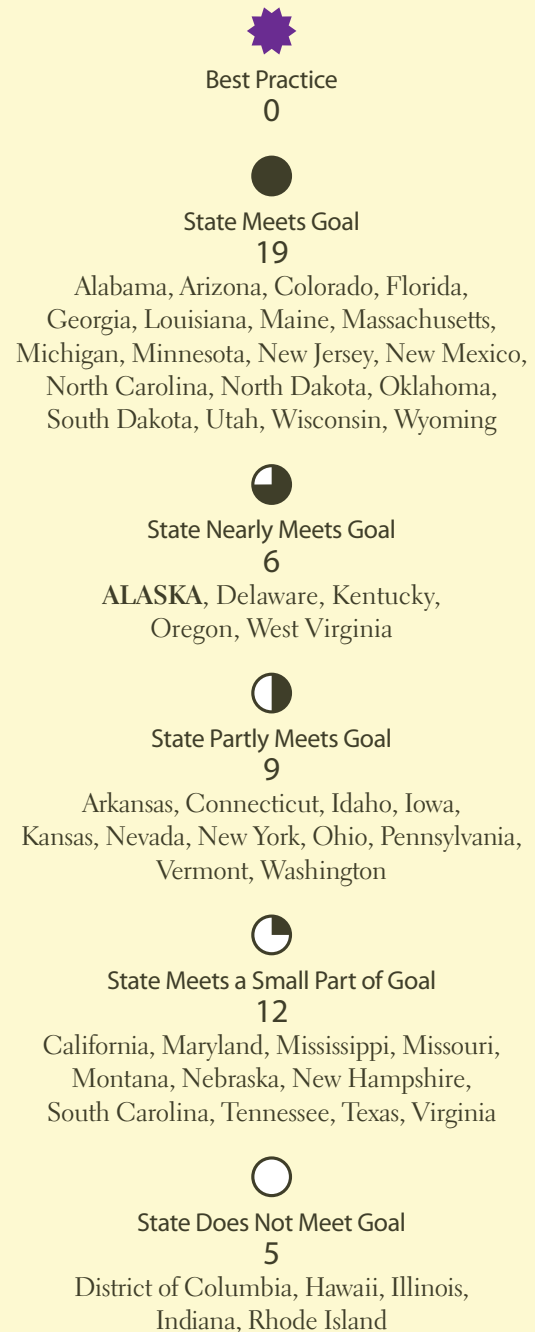 Best Practice
0
State Meets Goal
19
Alabama, Arizona, Colorado, Florida,
Georgia, Louisiana, Maine, Massachusetts,
Michigan, Minnesota, New Jersey, New Mexico,
North Carolina, North Dakota, Oklahoma,
South Dakota, Utah, Wisconsin, Wyoming
State Nearly Meets Goal
6
ALASKA, Delaware, Kentucky,
Oregon, West Virginia
State Partly Meets Goal
9
Arkansas, Connecticut, Idaho, Iowa,
Kansas, Nevada, New York, Ohio, Pennsylvania,
Vermont, Washington
State Meets a Small Part of Goal
12
California, Maryland, Mississippi, Missouri,
Montana, Nebraska, New Hampshire,
South Carolina, Tennessee, Texas, Virginia
State Does Not Meet Goal
5
District of Columbia, Hawaii, Illinois,
Indiana, Rhode Island